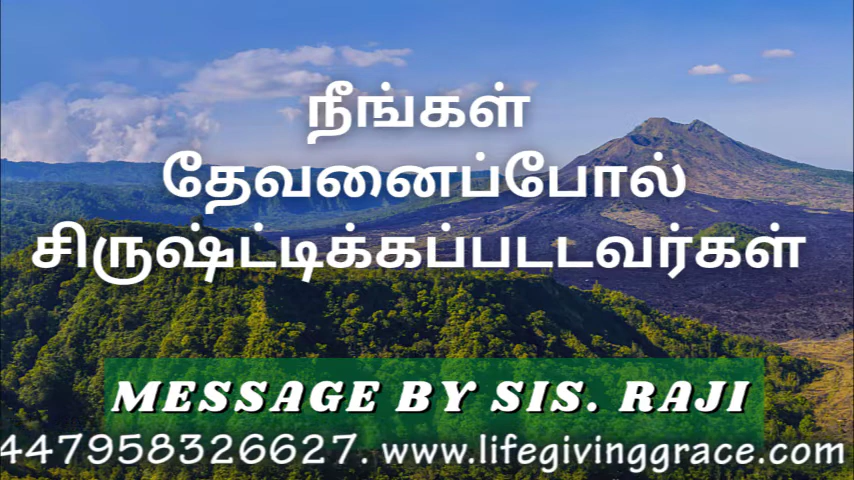 நீங்கள்
தேவனைப்போல்
சிருஷ்ட்டிக்கப்படடவர்கள்
MESSAGE BY SIS. RAJI
447958326627. www.lifegivinggrace.com